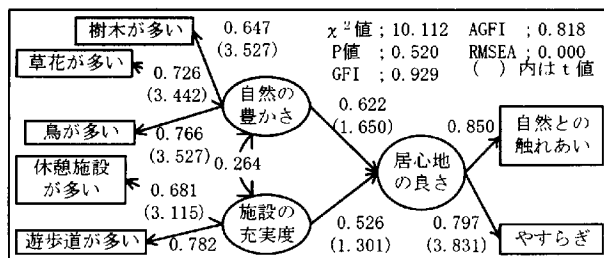 樹木が多い
草花が多い
鳥が多い
休憩施設
が多い
遊歩道が多い
0.647
(3.527)
0.726
(3.442)
0.766
(3.527)
0.264
0.681
(3.115)
0.782
自然の
豊かさ
施設の
充実度
χ²値;10.112 AGFI ;0.818
P値 ;0.520 RMSEA;0.000
GFI ;0.929 ( )内はt値
0.622
(1.650)
0.526
(1.301)
居心地
の良さ
0.850
0.797
(3.831)
自然との
触れあい
やすらぎ